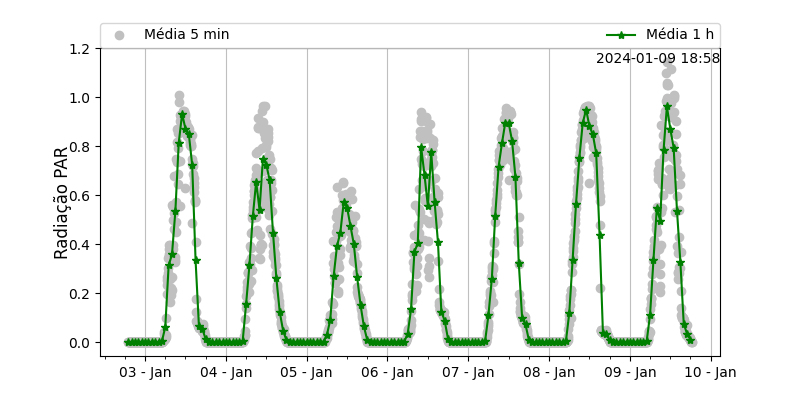 Média 5 min
Média 1 h
2024-01-09 18:58
Radiação PAR
1.2
1.0
0.8
0.6
0.4
0.2
0.0
03 - Jan
04 - Jan
05 - Jan
06 - Jan
07 - Jan
08 - Jan
09 - Jan
10 - Jan